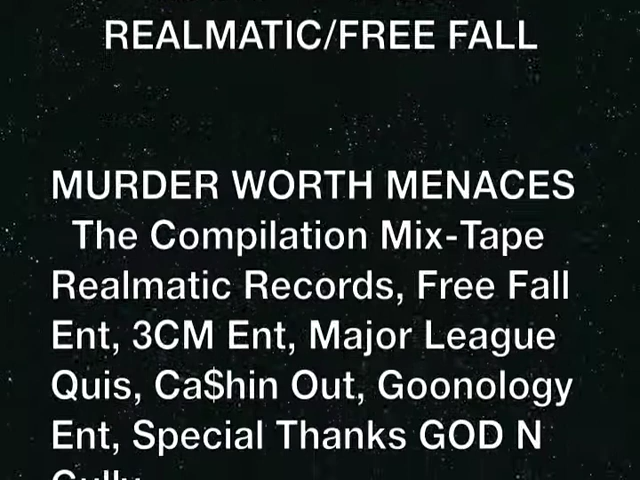 REALMATIC/FREE FALL
MURDER WORTH MENACES
The Compilation Mix-Tape
Realmatic Records, Free Fall
Ent, 3CM Ent, Major League
Quis, Ca$hin Out, Goonology
Ent, Special Thanks GOD N